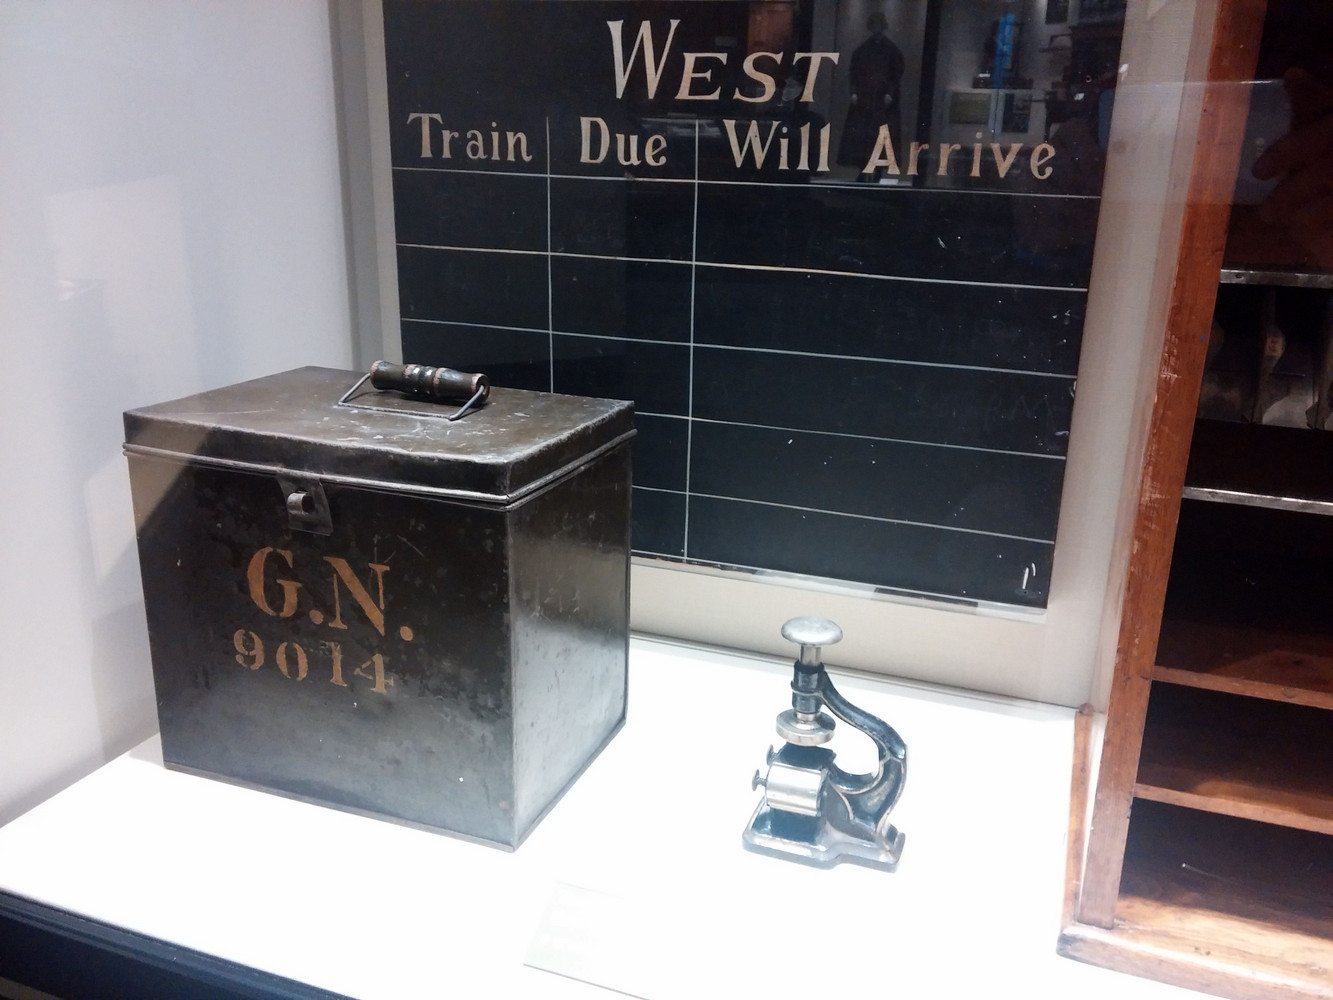 WEST
Train Due Will Arrive
G.N.
9014